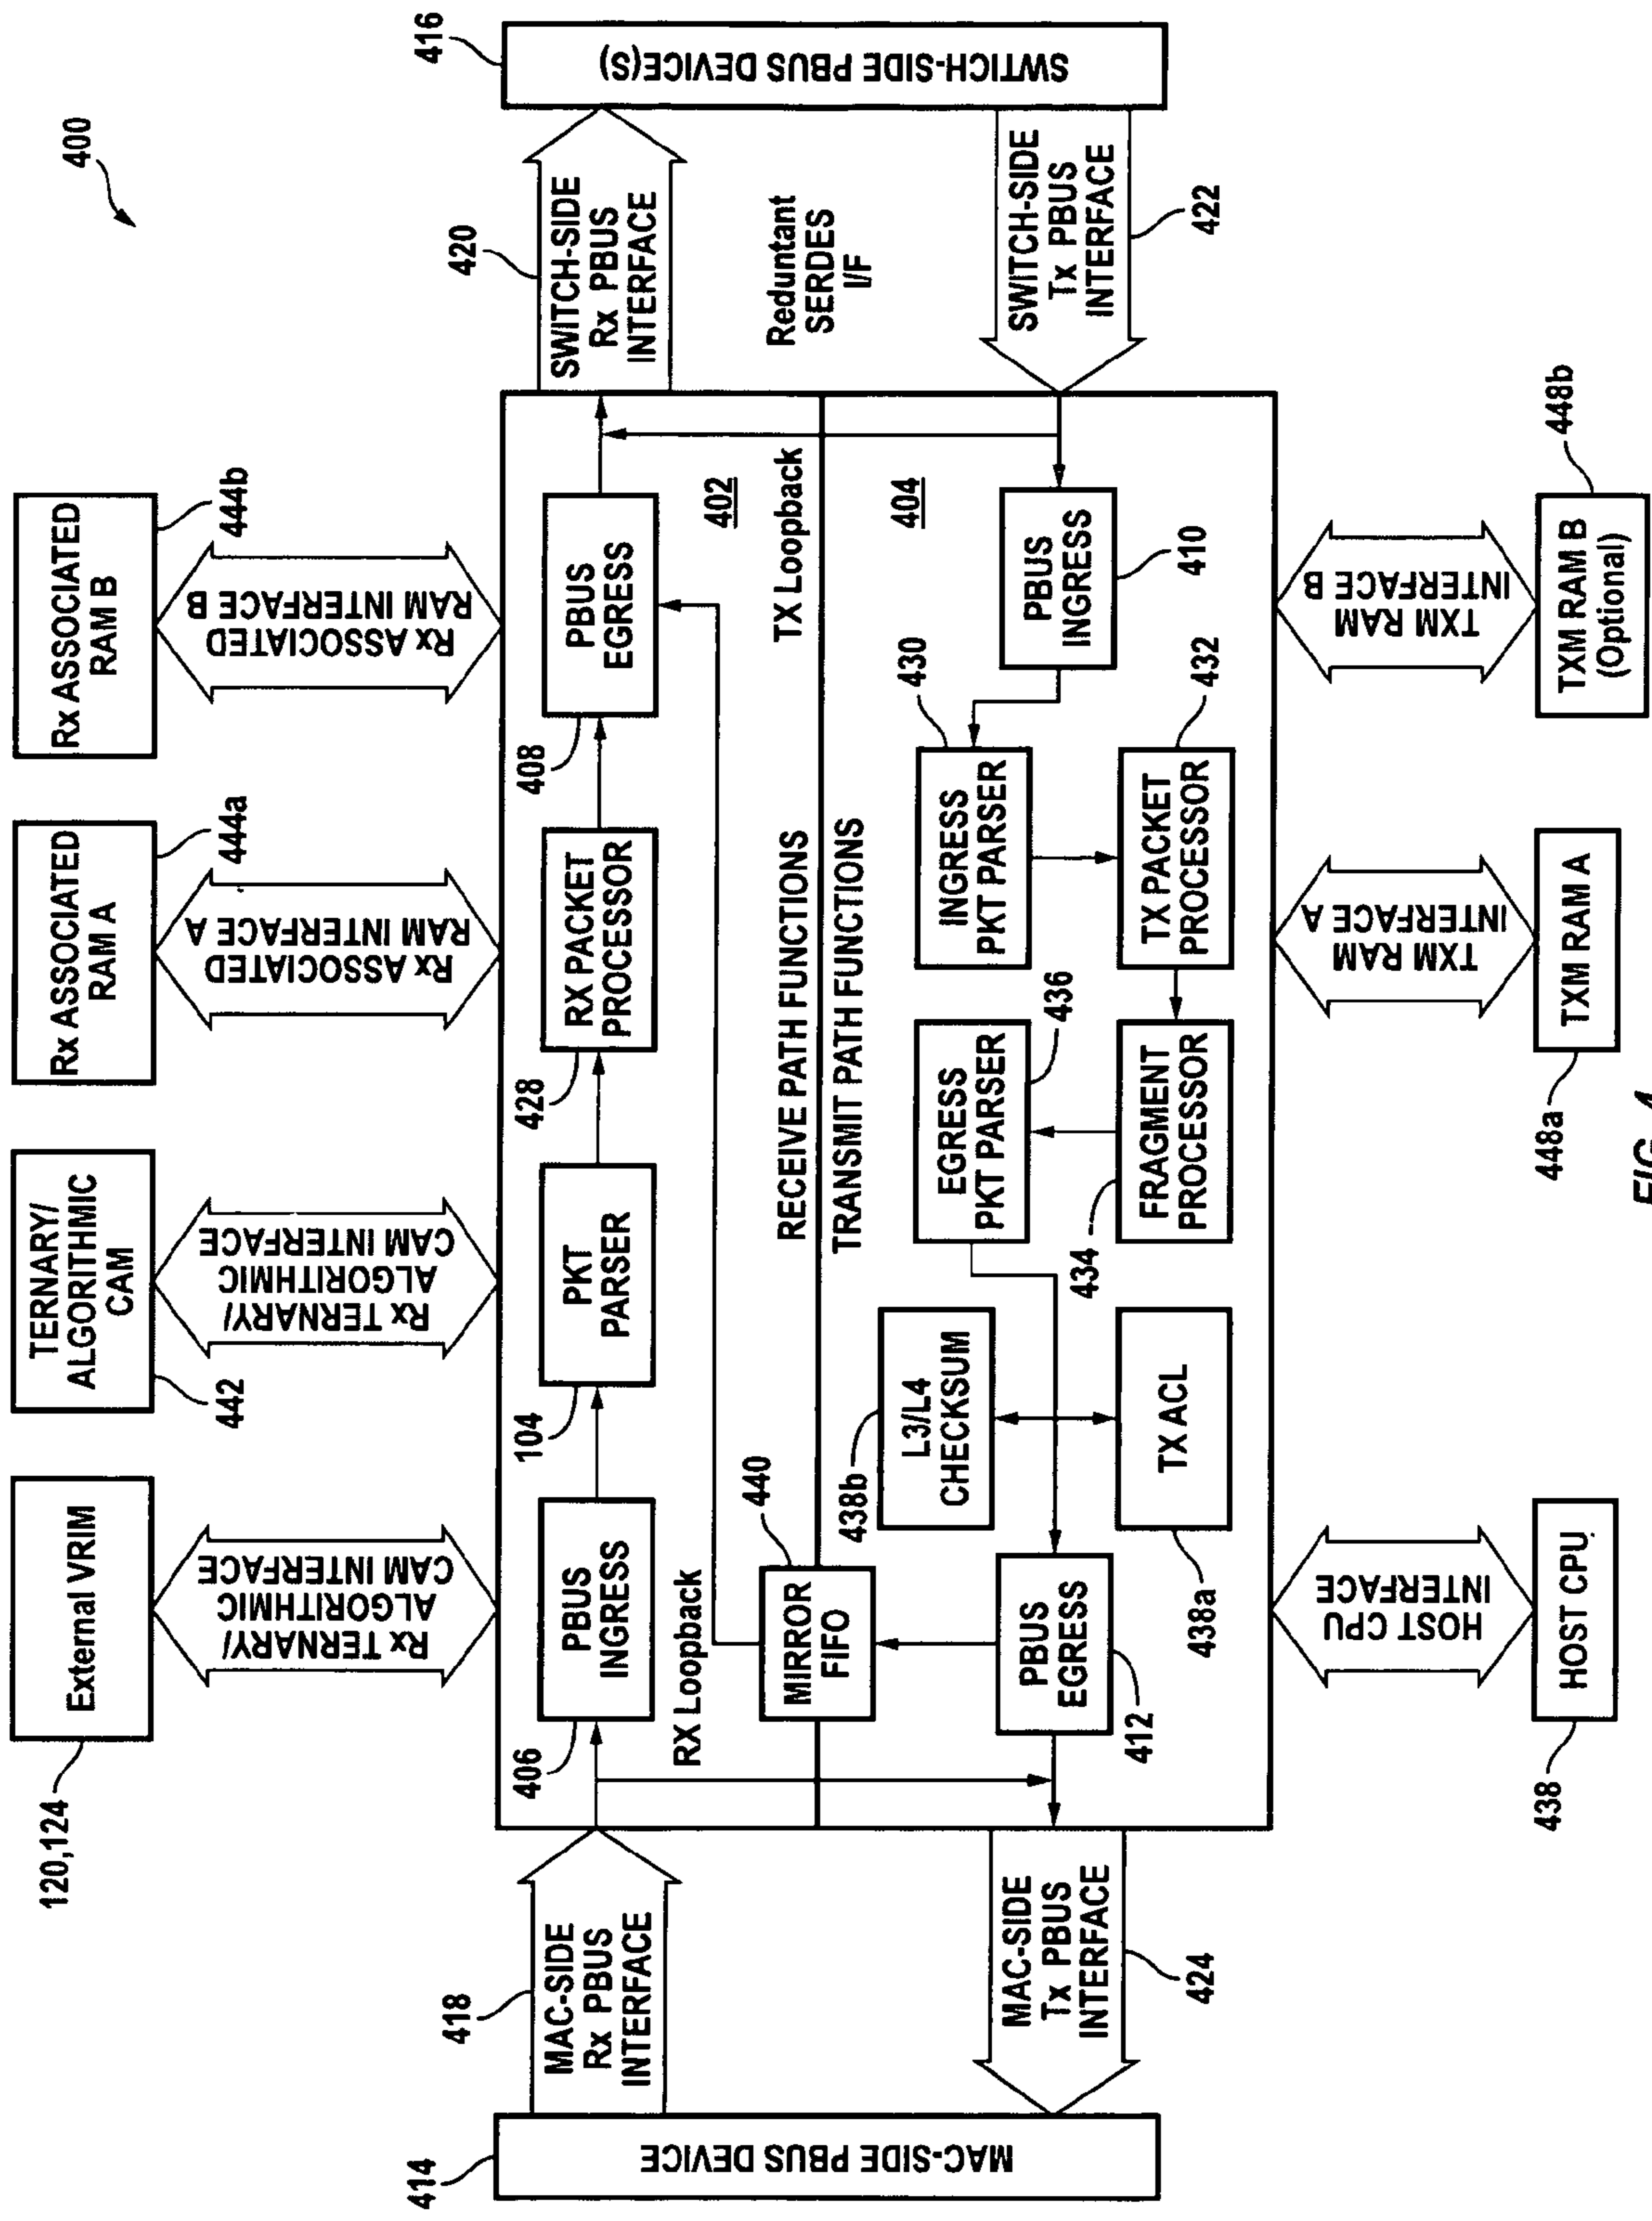 400
External VRIM
120,124
TERNARY/
ALGORITHMIC
CAM
442
Rx ASSOCIATED
RAM A
444a
Rx ASSOCIATED
RAM B
444b
Rx TERNARY/
ALGORITHMIC
CAM INTERFACE
Rx TERNARY/
ALGORITHMIC
CAM INTERFACE
Rx ASSOCIATED
RAM INTERFACE A
Rx ASSOCIATED
RAM INTERFACE B
414
MAC-SIDE PBUS DEVICE
418
MAC-SIDE
Rx PBUS
INTERFACE
406
PBUS
INGRESS
104
PKT
PARSER
428
RX PACKET
PROCESSOR
408
PBUS
EGRESS
420
SWITCH-SIDE
Rx PBUS
INTERFACE
416
SWTICH-SIDE PBUS DEVICE(S)
RX Loopback
440
MIRROR
FIFO
402
RECEIVE PATH FUNCTIONS
TX Loopback
Reduntant
SERDES
I/F
TRANSMIT PATH FUNCTIONS
404
438b
L3/L4
CHECKSUM
EGRESS
PKT PARSER
436
INGRESS
PKT PARSER
430
PBUS
INGRESS
410
SWITCH-SIDE
Tx PBUS
INTERFACE
422
MAC-SIDE
Tx PBUS
INTERFACE
424
PBUS
EGRESS
412
TX ACL
438a
434
FRAGMENT
PROCESSOR
TX PACKET
PROCESSOR
432
HOST CPU
INTERFACE
TXM RAM
INTERFACE A
TXM RAM
INTERFACE B
438
HOST CPU
448a
TXM RAM A
TXM RAM B
(Optional)
448b
FIG. 4